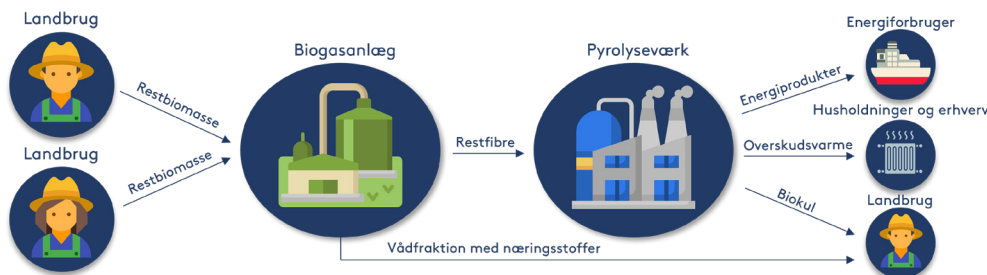 Landbrug
Restbiomasse
Landbrug
Restbiomasse
Biogasanlæg
Restfibre
Pyrolyseværk
Energiprodukter
Energiforbruger
Overskudsvarme
Husholdninger og erhverv
Biokul
Landbrug
Vådfraktion med næringsstoffer